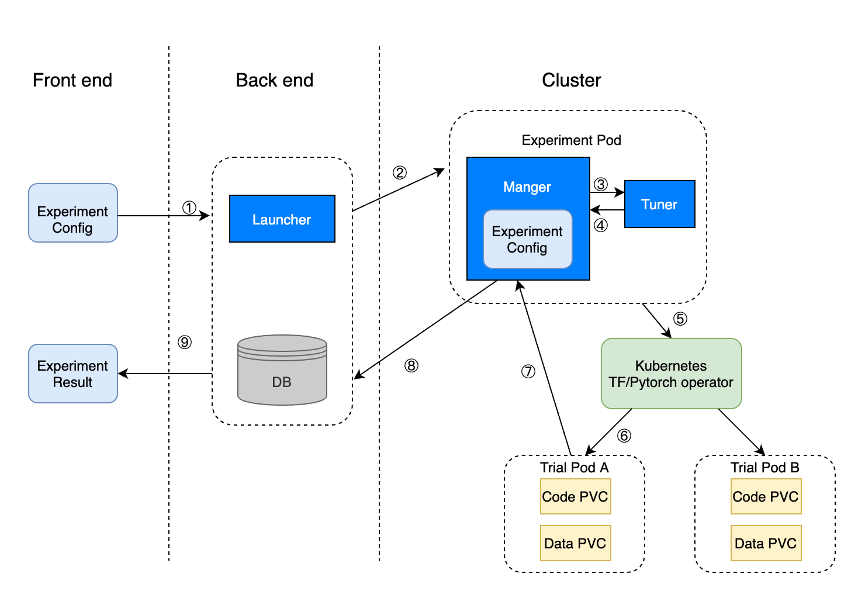 Front end
Back end
Cluster
Experiment Pod
②
Manger
③
Tuner
Experiment
Config
①
Launcher
④
Experiment
Config
⑤
⑨
Experiment
Result
DB
⑧
⑦
Kubernetes
TF/Pytorch operator
⑥
Trial Pod A
Code PVC
Data PVC
Trial Pod B
Code PVC
Data PVC